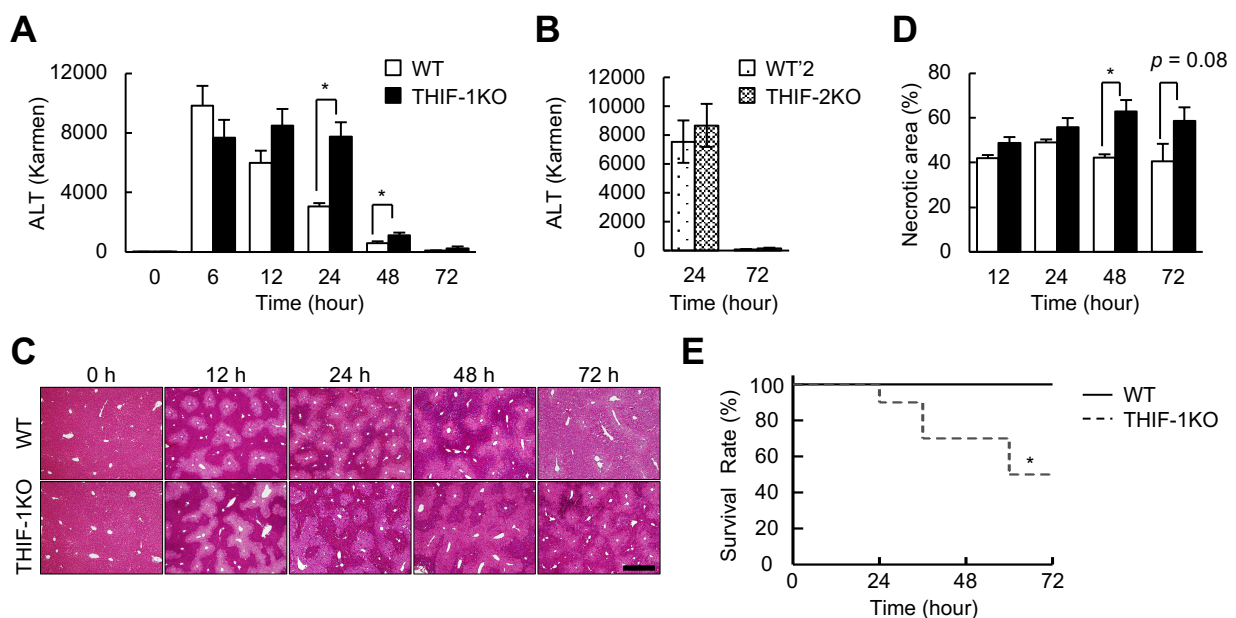 A
ALT (Karmen)
12000
8000
4000
0
WT
THIF-1KO
*
*
0 6 12 24 48 72
Time (hour)
B
ALT (Karmen)
12000
10000
8000
6000
4000
2000
0
WT'2
THIF-2KO
24 72
Time (hour)
D
Necrotic area (%)
80
60
40
20
0
*
p = 0.08
12 24 48 72
Time (hour)
C
0 h 12 h 24 h 48 h 72 h
WT
THIF-1KO
E
Survival Rate (%)
100
80
60
40
20
0
WT
THIF-1KO
*
0 24 48 72
Time (hour)